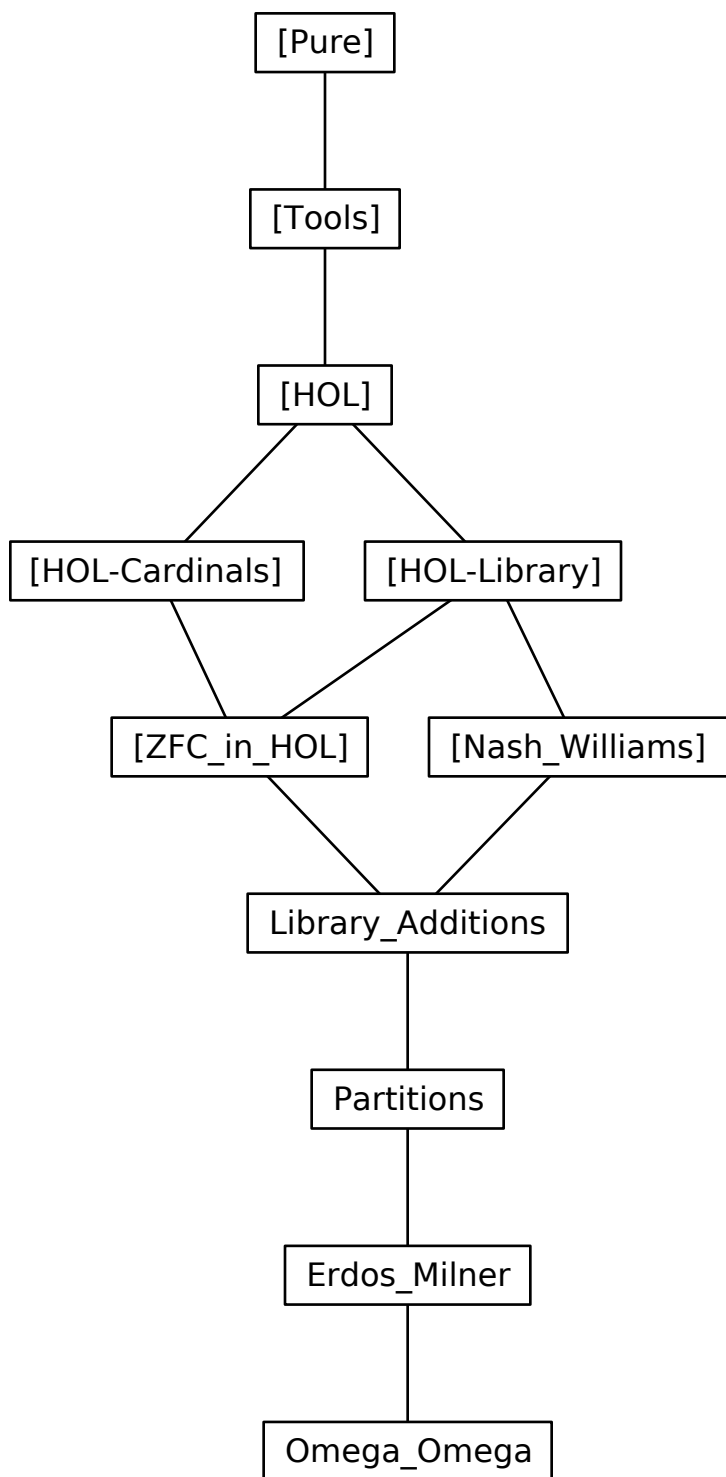 [Pure]
[Tools]
[HOL]
[HOL-Cardinals]
[HOL-Library]
[ZFC_in_HOL]
[Nash_Williams]
Library_Additions
Partitions
Erdos_Milner
Omega_Omega